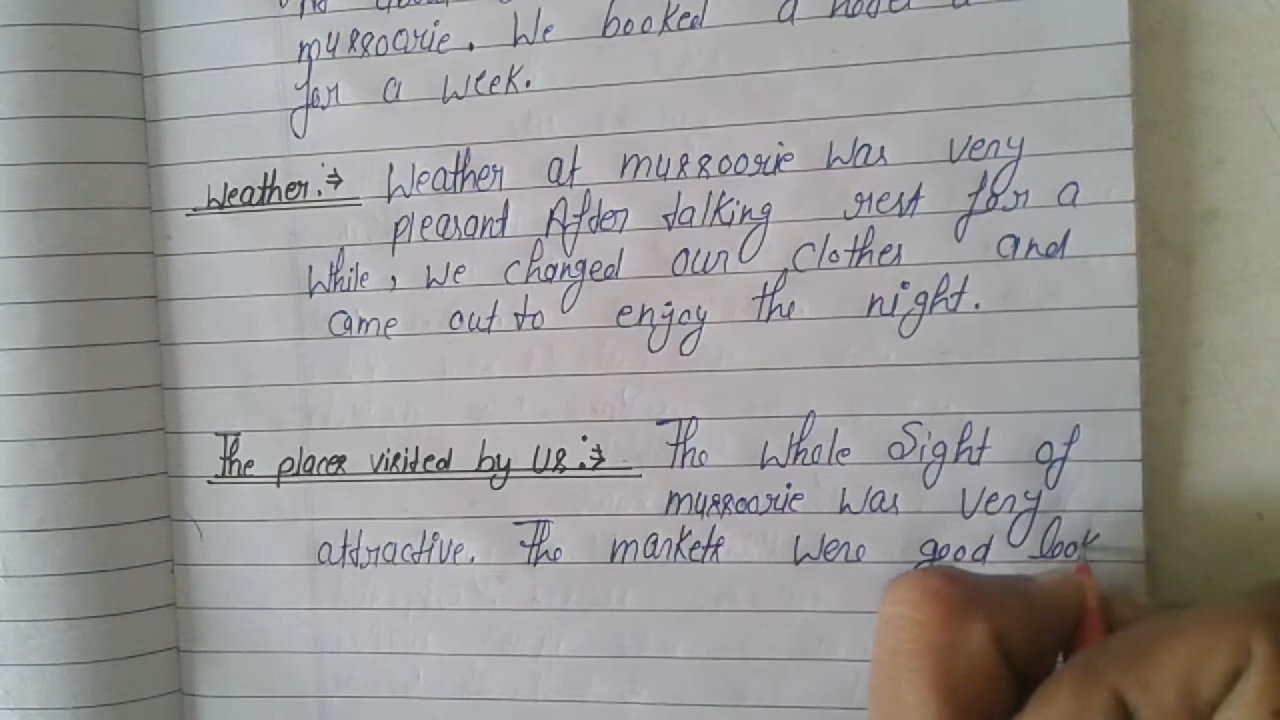 mussoorie. We booked a
for a week.
Weather:→ Weather at mussoorie was very
pleasant After talking rest for a
while, we changed our clothes and
came out to enjoy the night.
The places visited by us:→ The whole Sight of
mussoorie was very
attractive. The markets were good look